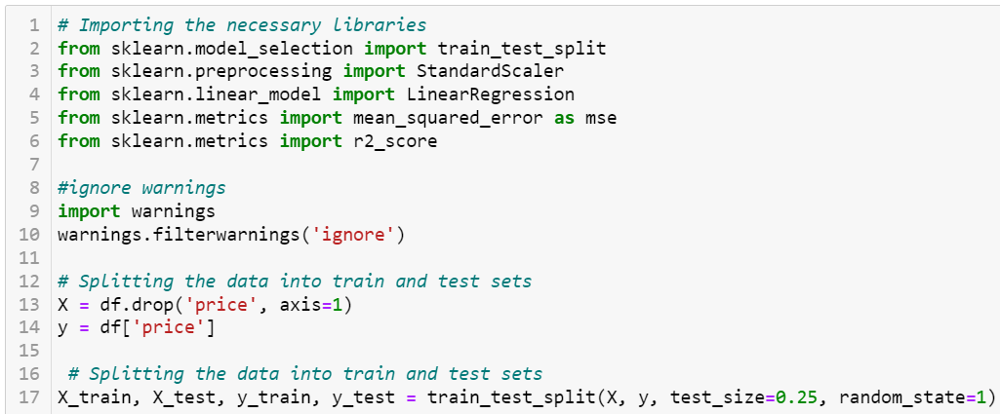 1 # Importing the necessary libraries
2 from sklearn.model_selection import train_test_split
3 from sklearn.preprocessing import StandardScaler
4 from sklearn.linear_model import LinearRegression
5 from sklearn.metrics import mean_squared_error as mse
6 from sklearn.metrics import r2_score
7
8 #ignore warnings
9 import warnings
10 warnings.filterwarnings('ignore')
11
12 # Splitting the data into train and test sets
13 X = df.drop('price', axis=1)
14 y = df['price']
15
16  # Splitting the data into train and test sets
17 X_train, X_test, y_train, y_test = train_test_split(X, y, test_size=0.25, random_state=1)